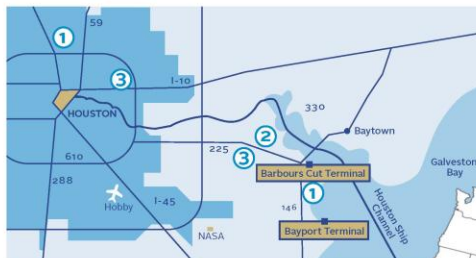 59
1
3
I-10
HOUSTON
330
2
Baytown
225
3
610
Barbours Cut Terminal
Galveston
Bay
288
Hobby
I-45
1
146
NASA
Bayport Terminal
Houston Ship
Channel